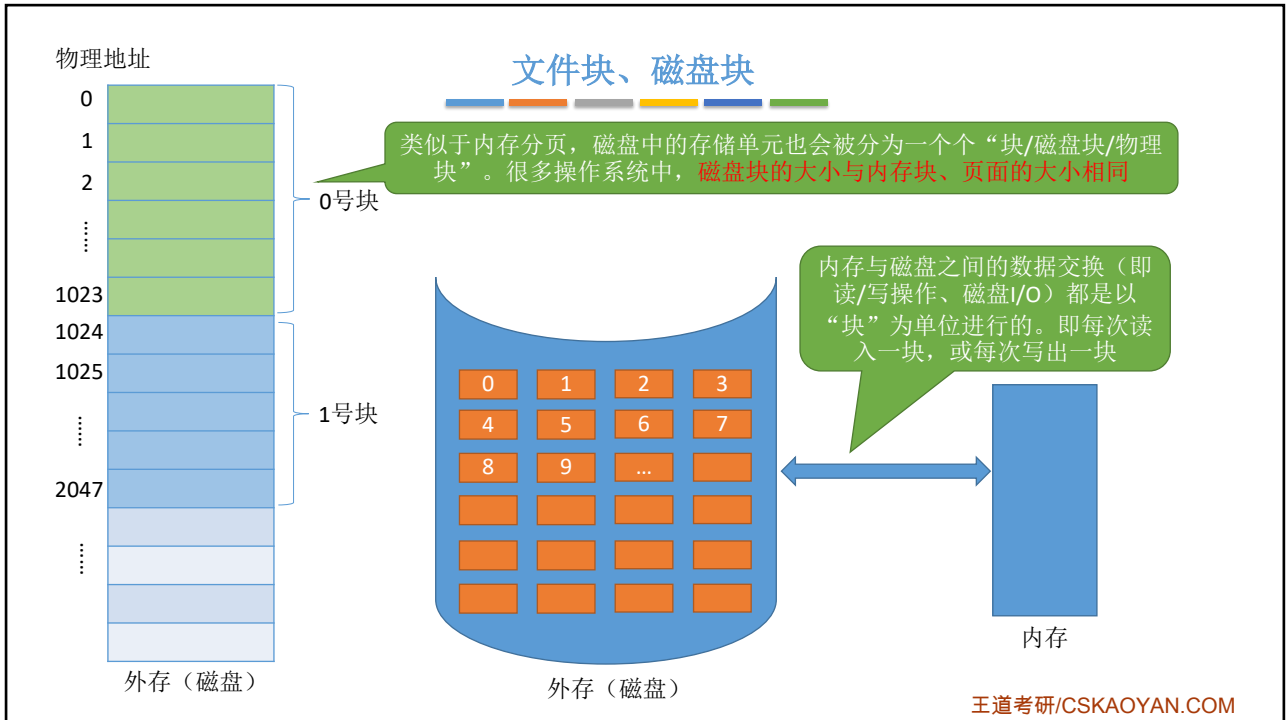 文件块、磁盘块
物理地址
0
1
2
……
1023
1024
1025
……
2047
……
0号块
1号块
外存（磁盘）
类似于内存分页，磁盘中的存储单元也会被分为一个个“块/磁盘块/物理
块”。很多操作系统中，磁盘块的大小与内存块、页面的大小相同
内存与磁盘之间的数据交换（即
读/写操作、磁盘I/O）都是以
“块”为单位进行的。即每次读
入一块，或每次写出一块
0 1 2 3
4 5 6 7
8 9 ...
外存（磁盘）
内存
王道考研/CSKAOYAN.COM